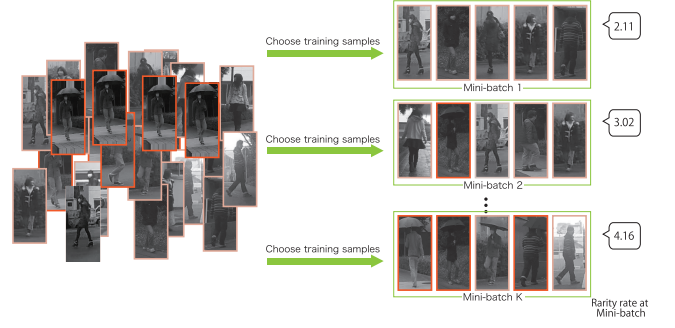 Choose training samples
2.11
Mini-batch 1
Choose training samples
3.02
Mini-batch 2
Choose training samples
4.16
Mini-batch K
Rarity rate at
Mini-batch